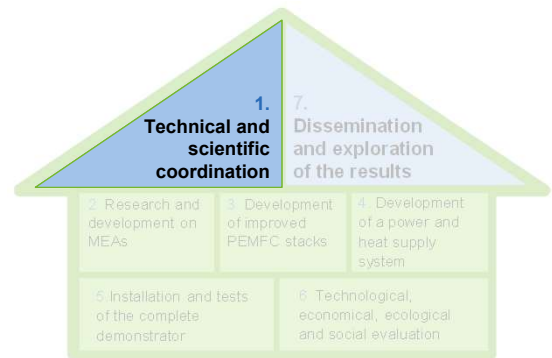 1.
Technical and
scientific
coordination
7.
Dissemination
and exploration
of the results
2. Research and
development on
MEAs
3. Development
of improved
PEMFC stacks
4. Development
of a power and
heat supply
system
5.Installation and tests
of the complete
demonstrator
6. Technological,
economical, ecological
and social evaluation